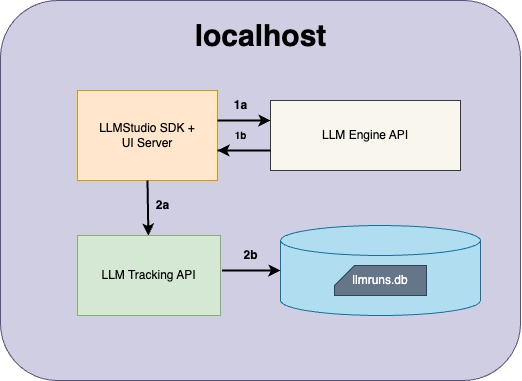 localhost
LLMStudio SDK +
UI Server
1a
1b
LLM Engine API
2a
LLM Tracking API
2b
llmruns.db